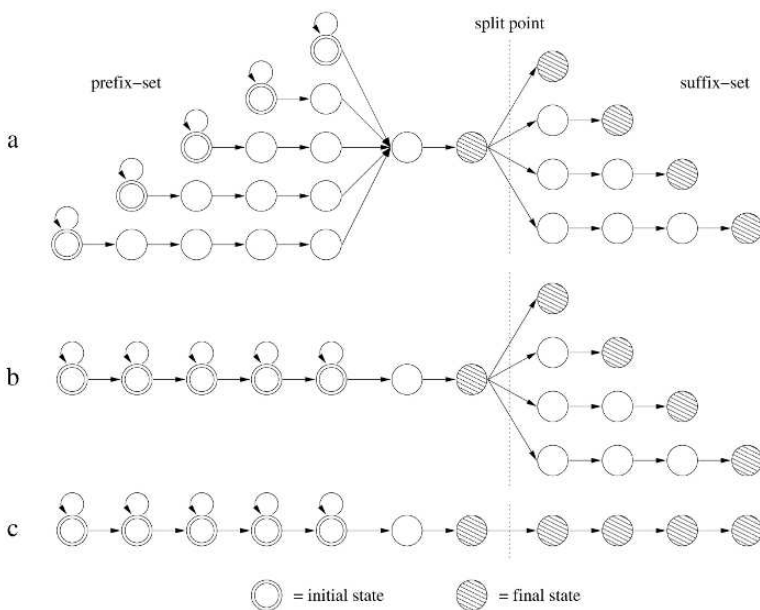 split point
prefix-set
suffix-set
a
b
c
= initial state
= final state